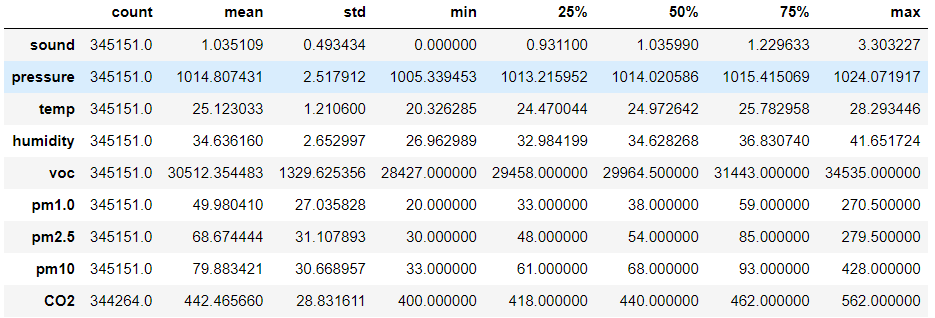 count mean std min 25% 50% 75% max
sound 345151.0 1.035109 0.493434 0.000000 0.931100 1.035990 1.229633 3.303227
pressure 345151.0 1014.807431 2.517912 1005.339453 1013.215952 1014.020586 1015.415069 1024.071917
temp 345151.0 25.123033 1.210600 20.326285 24.470044 24.972642 25.782958 28.293446
humidity 345151.0 34.636160 2.652997 26.962989 32.984199 34.628268 36.830740 41.651724
voc 345151.0 30512.354483 1329.625356 28427.000000 29458.000000 29964.500000 31443.000000 34535.000000
pm1.0 345151.0 49.980410 27.035828 20.000000 33.000000 38.000000 59.000000 270.500000
pm2.5 345151.0 68.674444 31.107893 30.000000 48.000000 54.000000 85.000000 279.500000
pm10 345151.0 79.883421 30.668957 33.000000 61.000000 68.000000 93.000000 428.000000
CO2 344264.0 442.465660 28.831611 400.000000 418.000000 440.000000 462.000000 562.000000